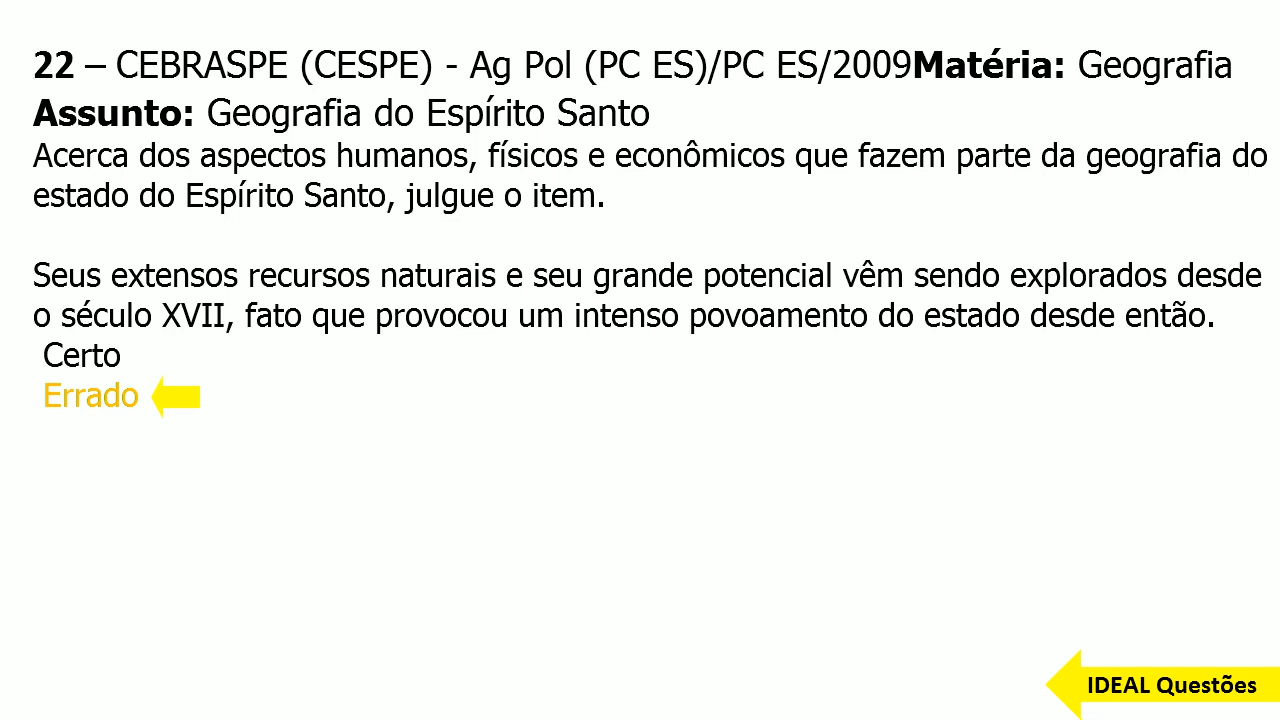 22 – CEBRASPE (CESPE) - Ag Pol (PC ES)/PC ES/2009Matéria: Geografia
Assunto: Geografia do Espírito Santo
Acerca dos aspectos humanos, físicos e econômicos que fazem parte da geografia do
estado do Espírito Santo, julgue o item.
Seus extensos recursos naturais e seu grande potencial vêm sendo explorados desde
o século XVII, fato que provocou um intenso povoamento do estado desde então.
Certo
Errado
IDEAL Questões